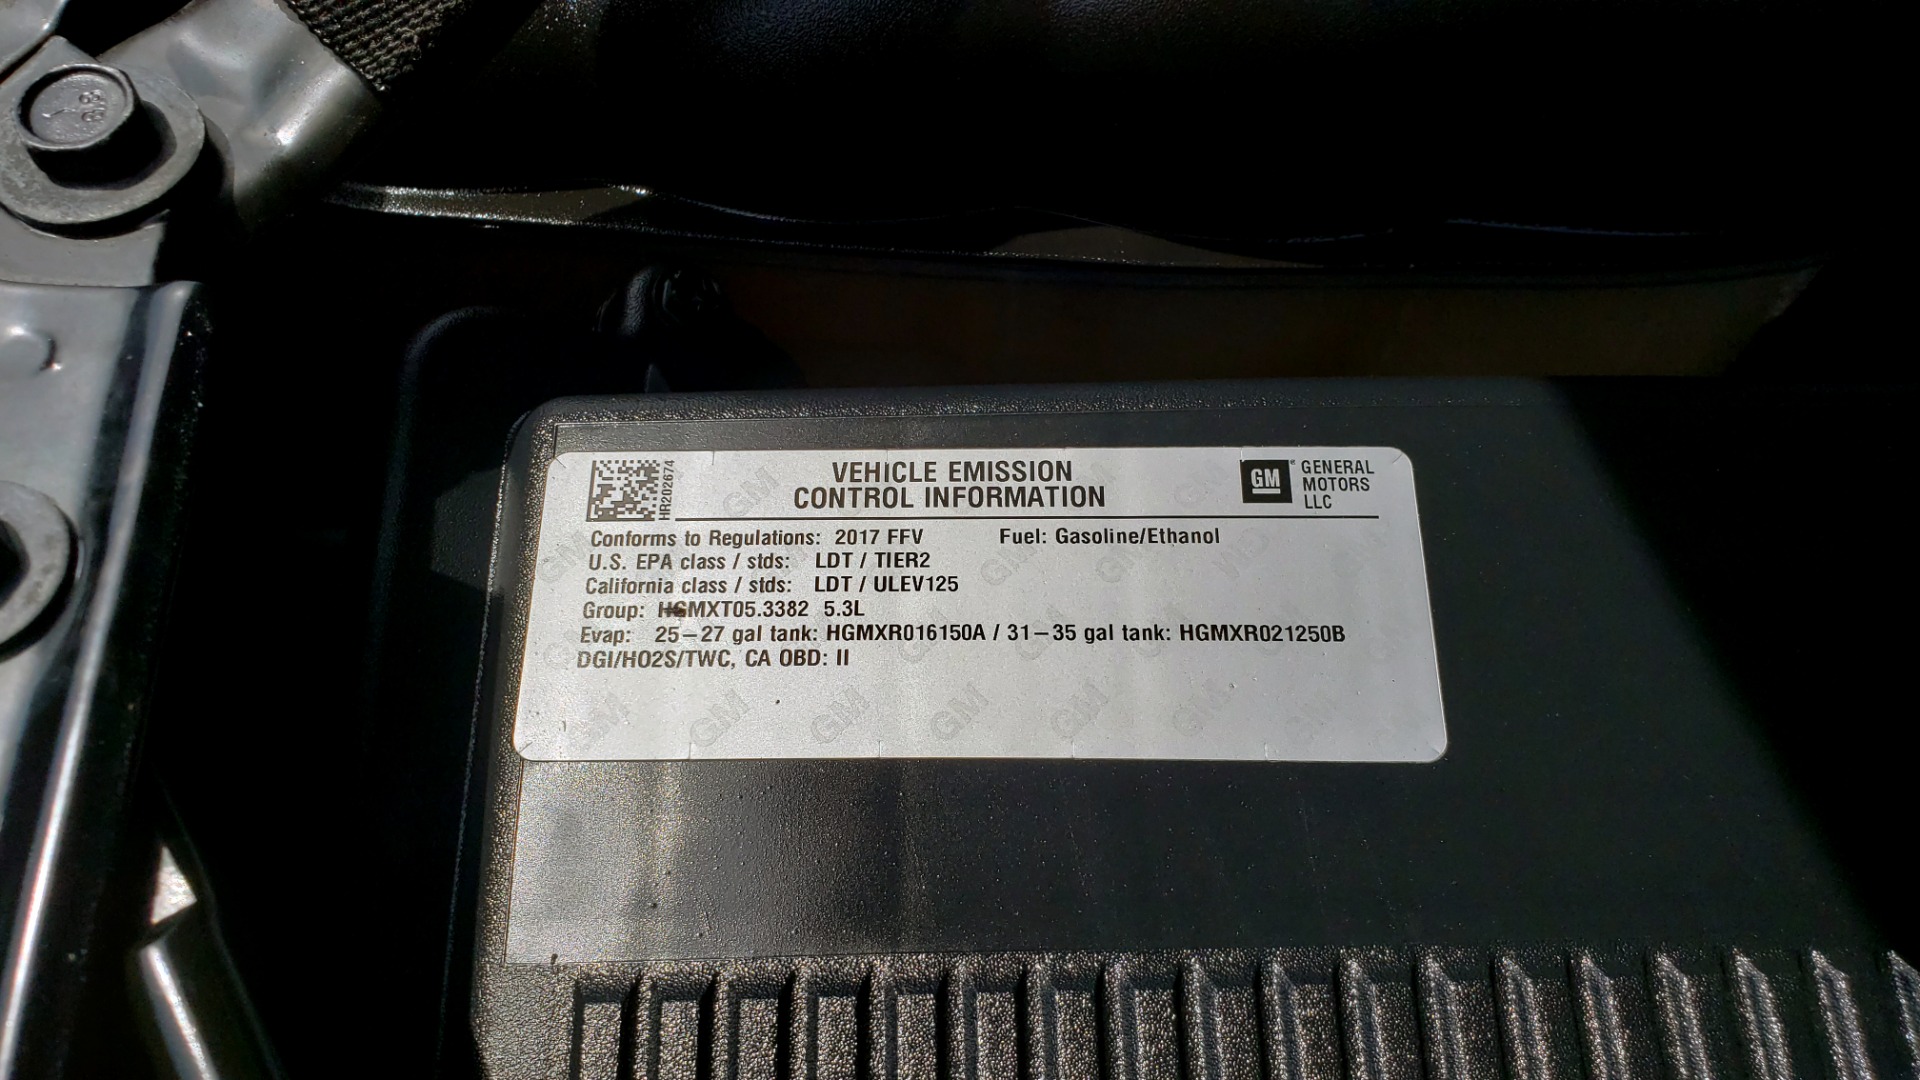 8.8
HR202674
VEHICLE EMISSION
CONTROL INFORMATION
GM
GENERAL
MOTORS
LLC
Conforms to Regulations: 2017 FFV Fuel: Gasoline/Ethanol
U.S. EPA class / stds: LDT / TIER2
California class / stds: LDT / ULEV125
Group: HGMXT05.3382 5.3L
Evap: 25-27 gal tank: HGMXR016150A / 31-35 gal tank: HGMXR021250B
DGI/HO2S/TWC, CA OBD: II